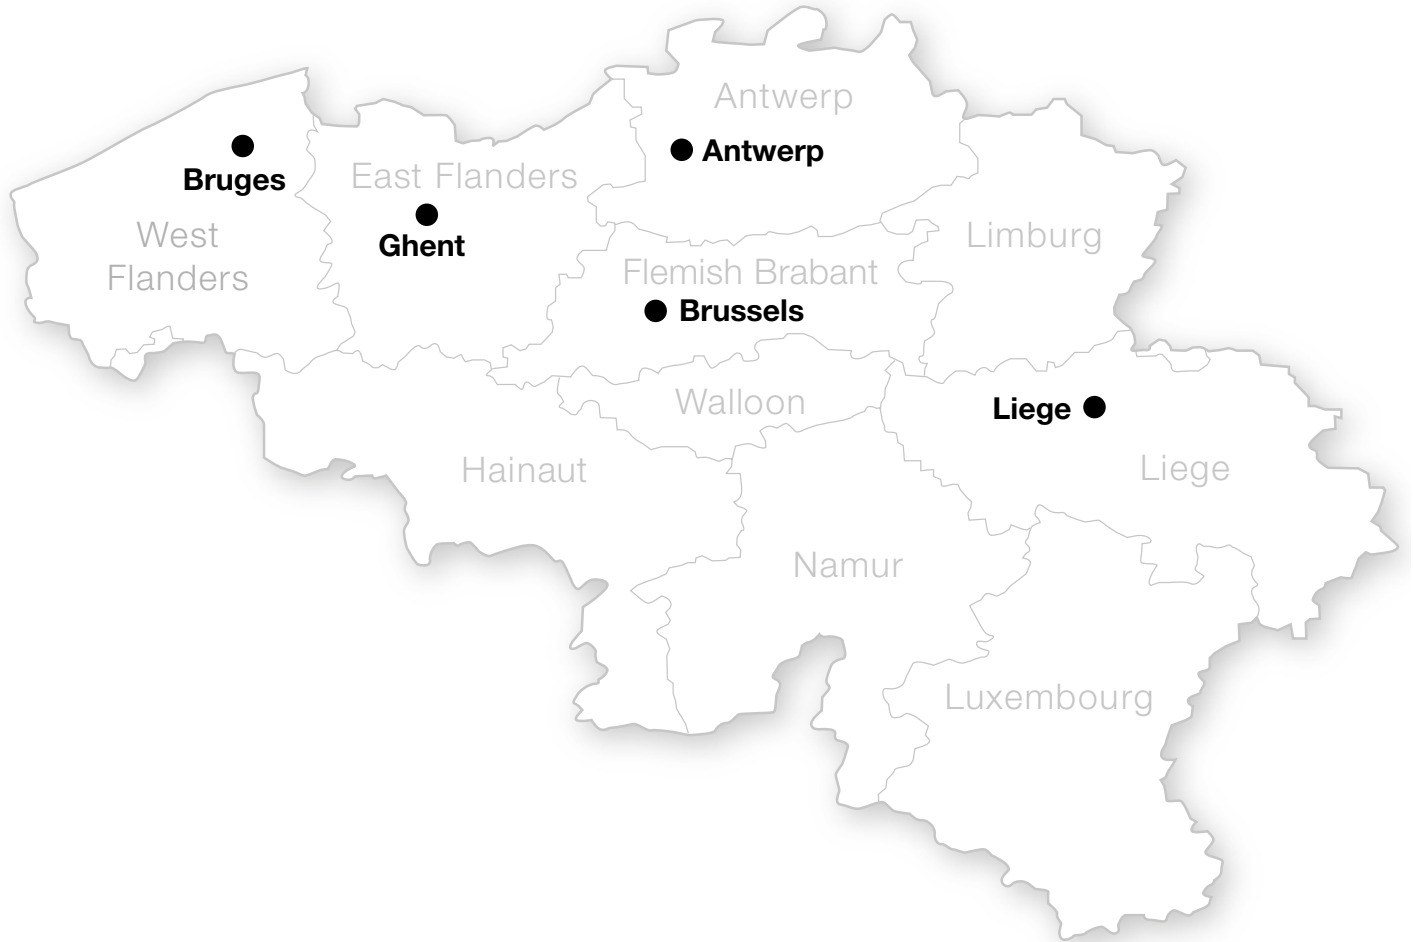 Antwerp
Antwerp
Bruges
East Flanders
Ghent
West
Flanders
Limburg
Flemish Brabant
Brussels
Walloon
Liege
Hainaut
Liege
Namur
Luxembourg